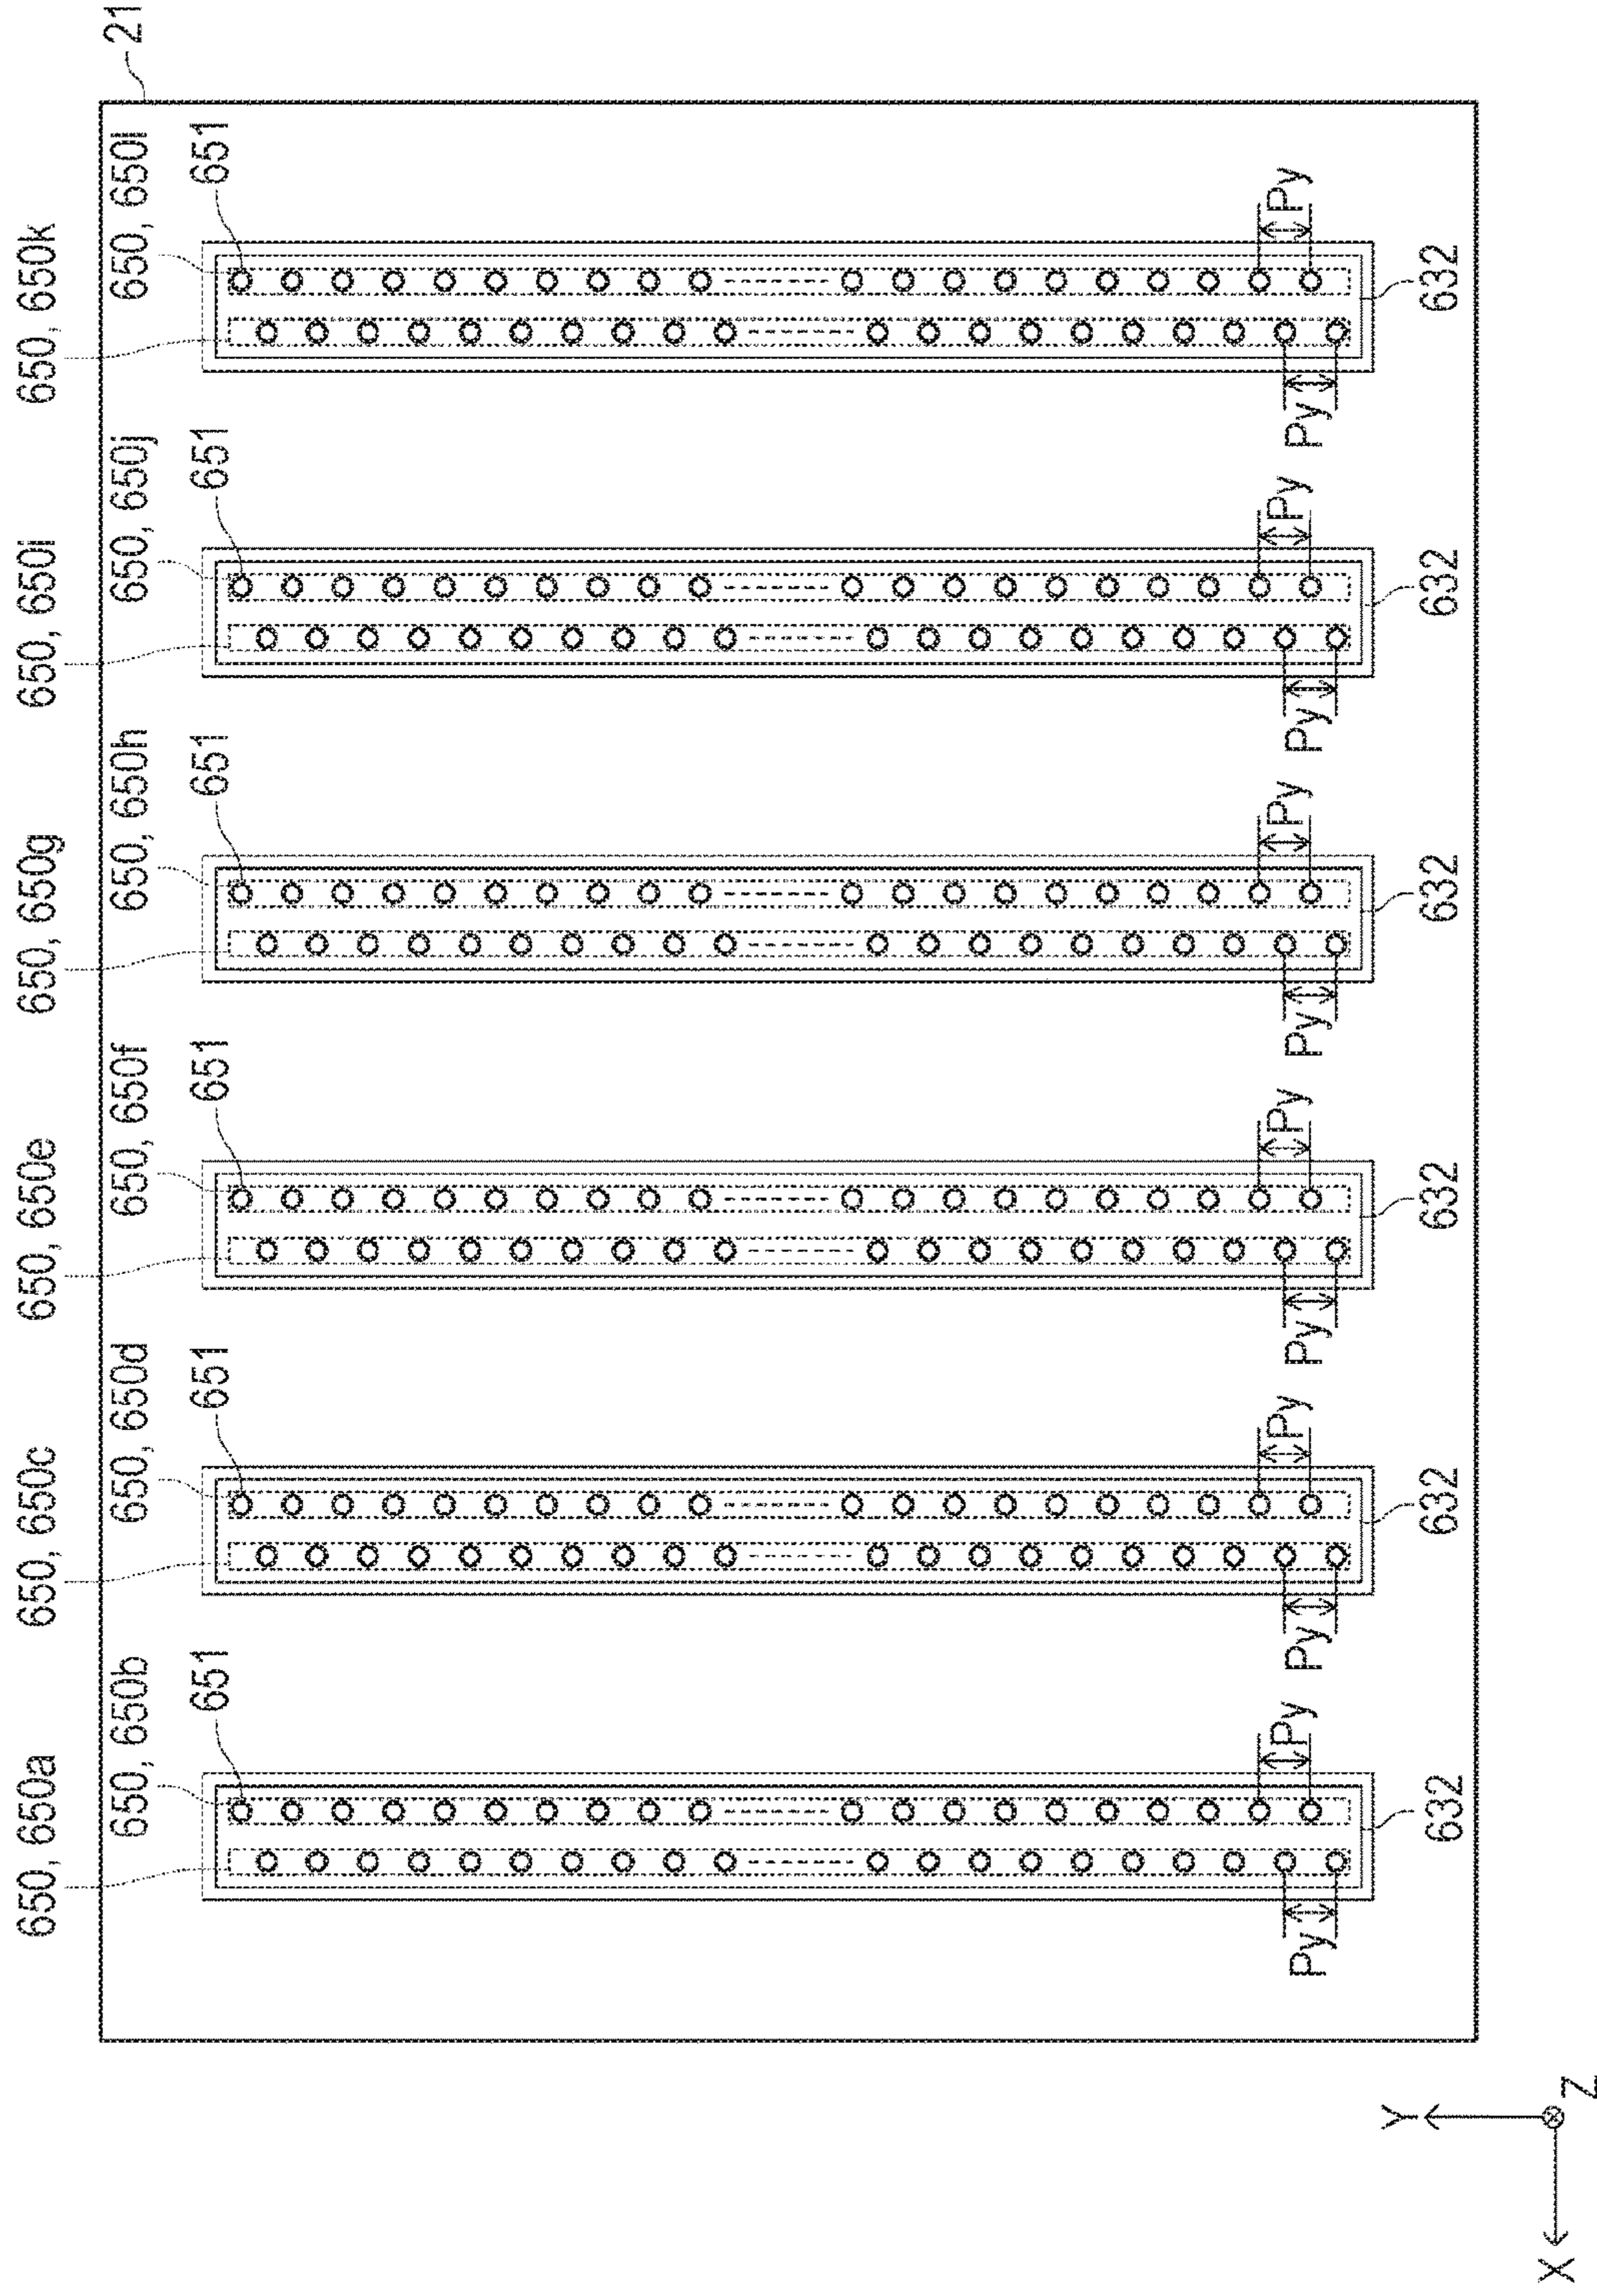 650, 650a 650, 650c 650, 650e 650, 650g 650, 650i 650, 650k
21
650, 650b 650, 650d 650, 650f 650, 650h 650, 650j 650, 650l
651 651 651 651 651 651
Py Py Py Py Py Py
Py Py Py Py Py Py
632 632 632 632 632 632
Y
X
Z